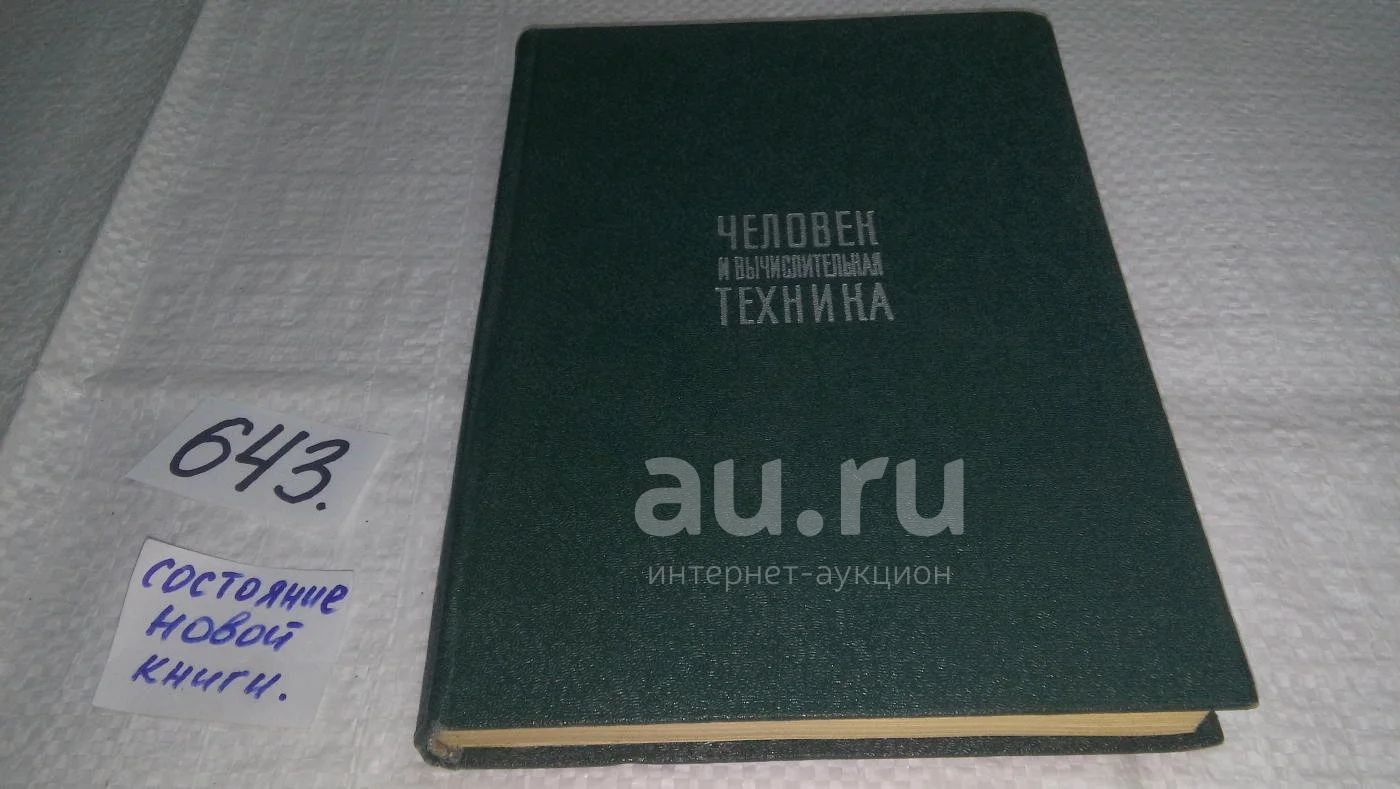 ЧЕЛОВЕК
И ВЫЧИСЛИТЕЛЬНАЯ
ТЕХНИКА
643.
состояние
новой
книги.
au.ru
интернет-аукцион